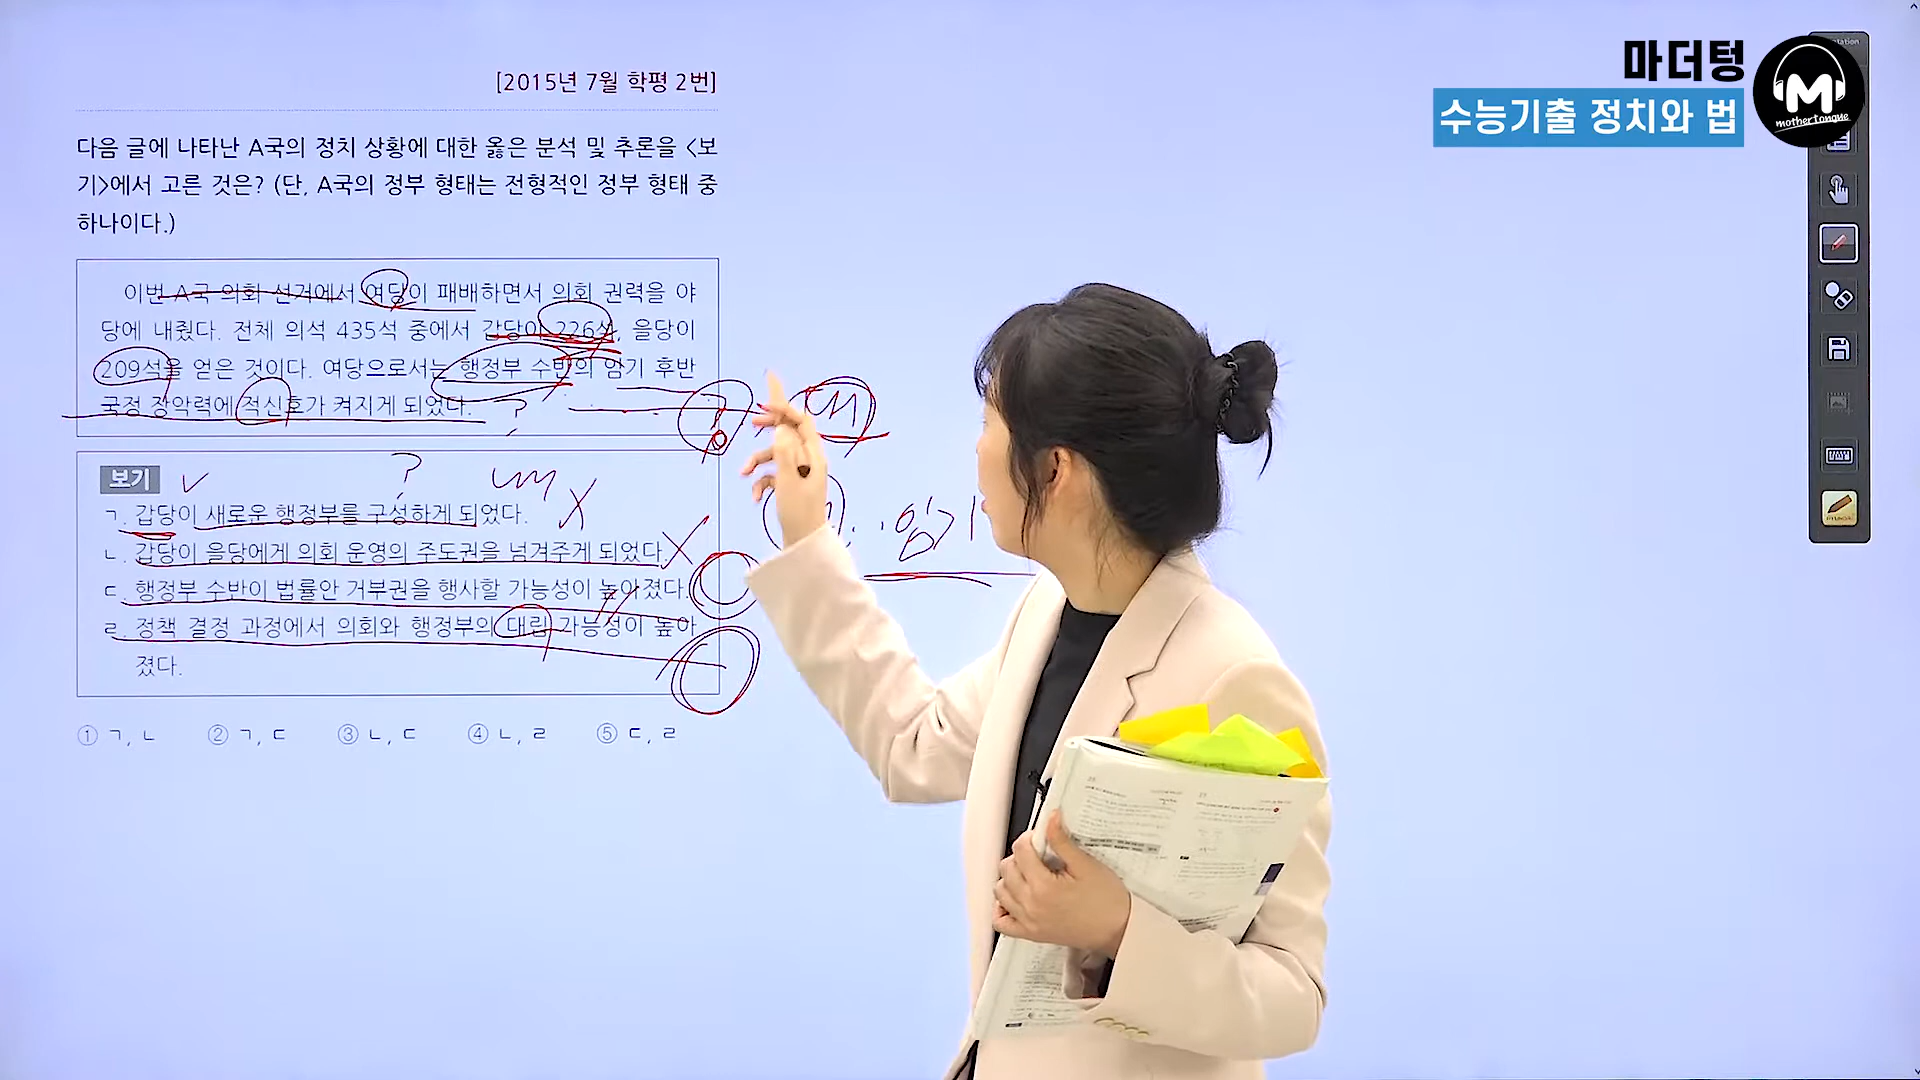 [2015년 7월 학평 2번]
다음 글에 나타난 A국의 정치 상황에 대한 옳은 분석 및 추론을 <보
기>에서 고른 것은? (단, A국의 정부 형태는 전형적인 정부 형태 중
하나이다.)
이번 A국 의회 선거에서 여당이 패배하면서 의회 권력을 야
당에 내줬다. 전체 의석 435석 중에서 갑당이 226석, 을당이
209석을 얻은 것이다. 여당으로서는 행정부 수반의 임기 후반
국정 장악력에 적신호가 켜지게 되었다.
보기
ㄱ. 갑당이 새로운 행정부를 구성하게 되었다.
ㄴ. 갑당이 을당에게 의회 운영의 주도권을 넘겨주게 되었다.
ㄷ. 행정부 수반이 법률안 거부권을 행사할 가능성이 높아졌다.
ㄹ. 정책 결정 과정에서 의회와 행정부의 대립 가능성이 높아
졌다.
① ㄱ, ㄴ ② ㄱ, ㄷ ③ ㄴ, ㄷ ④ ㄴ, ㄹ ⑤ ㄷ, ㄹ
임기
마더텅
수능기출 정치와 법
M
mothertongue